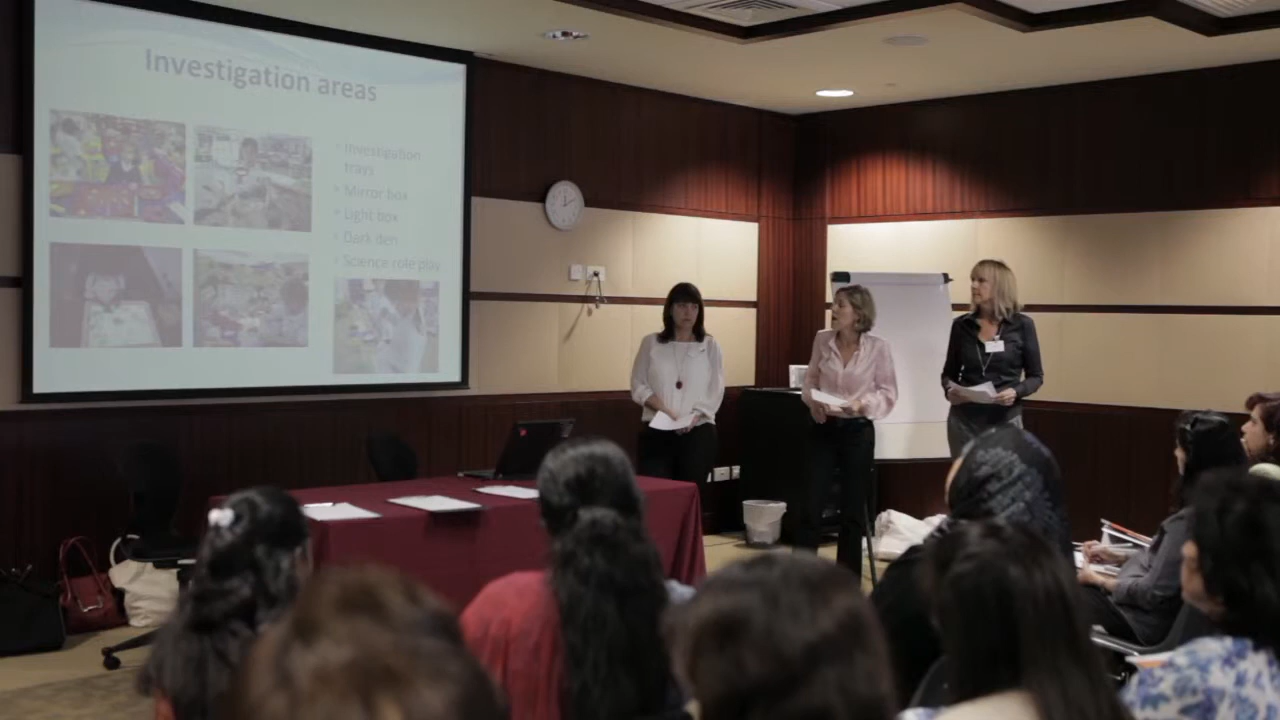 Investigation areas
• Investigation
trays
• Mirror box
• Light box
• Dark den
• Science role play